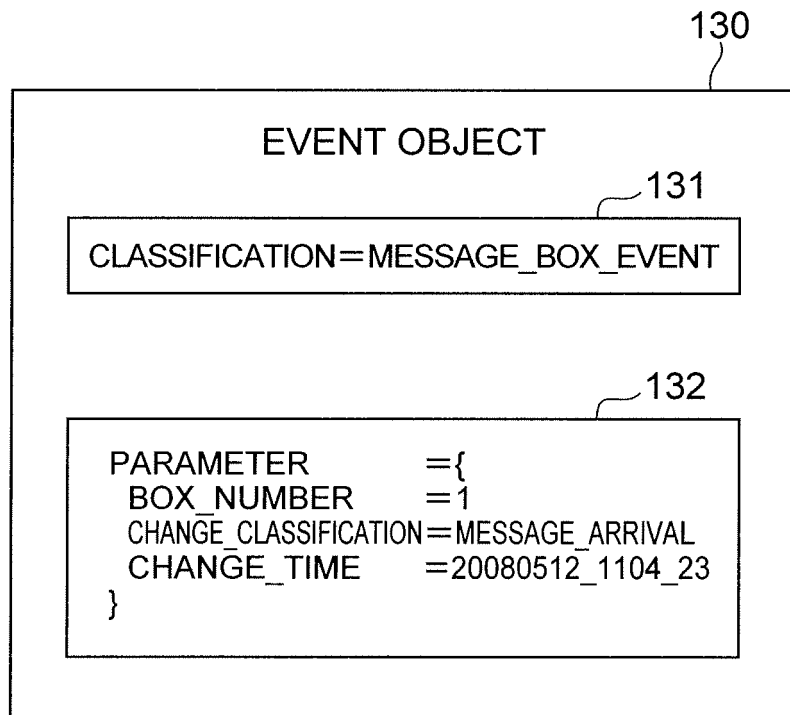 130
EVENT OBJECT
131
CLASSIFICATION=MESSAGE_BOX_EVENT
132
PARAMETER ={
BOX_NUMBER =1
CHANGE_CLASSIFICATION=MESSAGE_ARRIVAL
CHANGE_TIME =20080512_1104_23
}